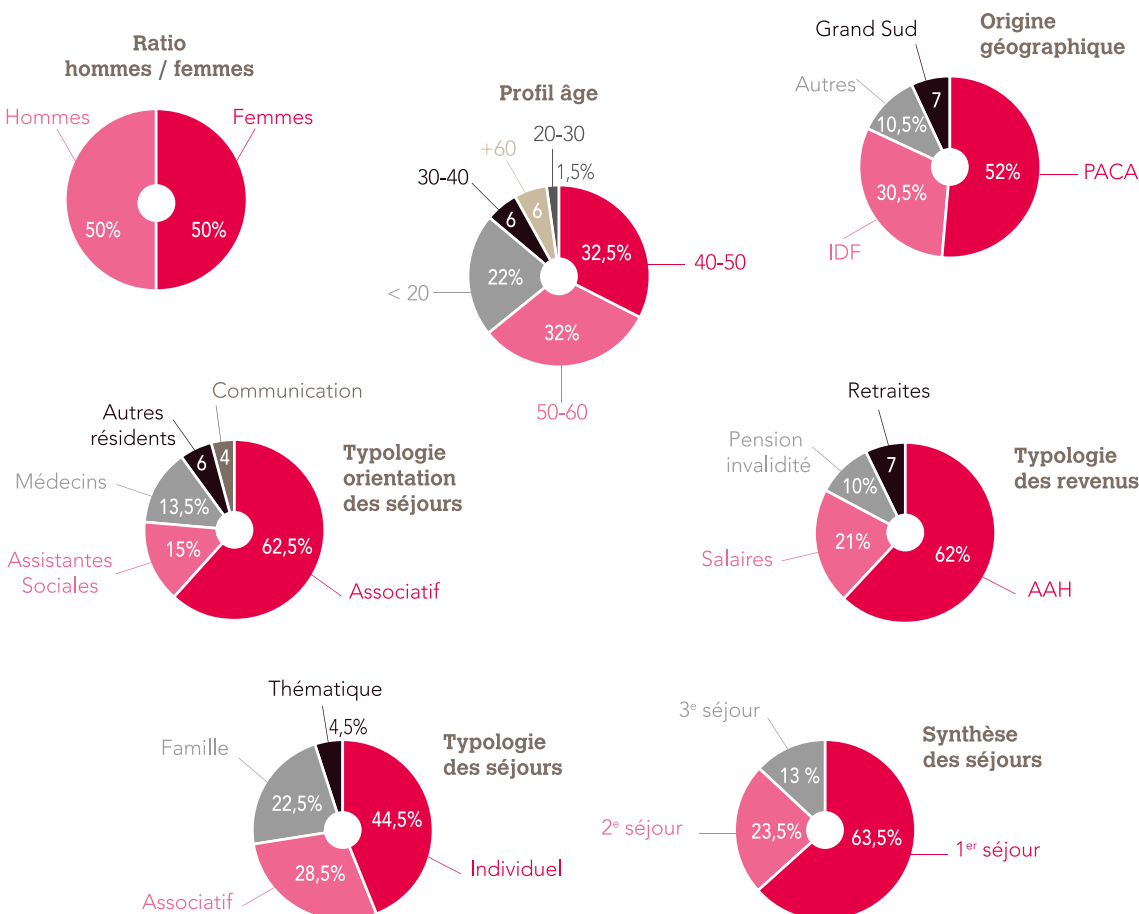 Ratio
hommes / femmes
Hommes
Femmes
50%
50%
Profil âge
20-30
+60
1,5%
30-40
6
6
32,5%
40-50
22%
< 20
32%
50-60
Origine
géographique
Grand Sud
Autres
7
10,5%
52%
PACA
30,5%
IDF
Typologie
orientation
des séjours
Communication
Autres
résidents
4
6
Médecins
13,5%
62,5%
15%
Assistantes
Sociales
Associatif
Typologie
des revenus
Retraites
Pension
invalidité
7
10%
21%
62%
Salaires
AAH
Typologie
des séjours
Thématique
4,5%
Famille
22,5%
44,5%
Individuel
28,5%
Associatif
Synthèse
des séjours
3e séjour
13 %
2e séjour
23,5%
63,5%
1er séjour